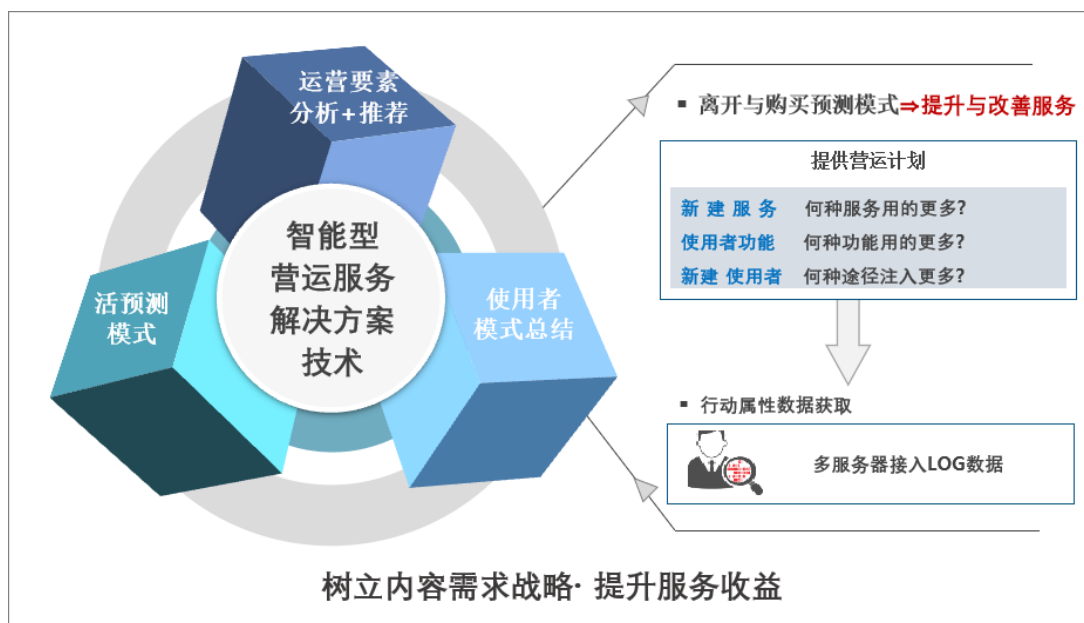 运营要素
分析+推荐
活预测
模式
智能型
营运服务
解决方案
技术
使用者
模式总结
▪ 离开与购买预测模式⇒提升与改善服务
提供营运计划
新 建 服 务 何种服务用的更多?
使用者功能 何种功能用的更多?
新建 使用者 何种途径注入更多?
▪ 行动属性数据获取
多服务器接入LOG数据
树立内容需求战略· 提升服务收益